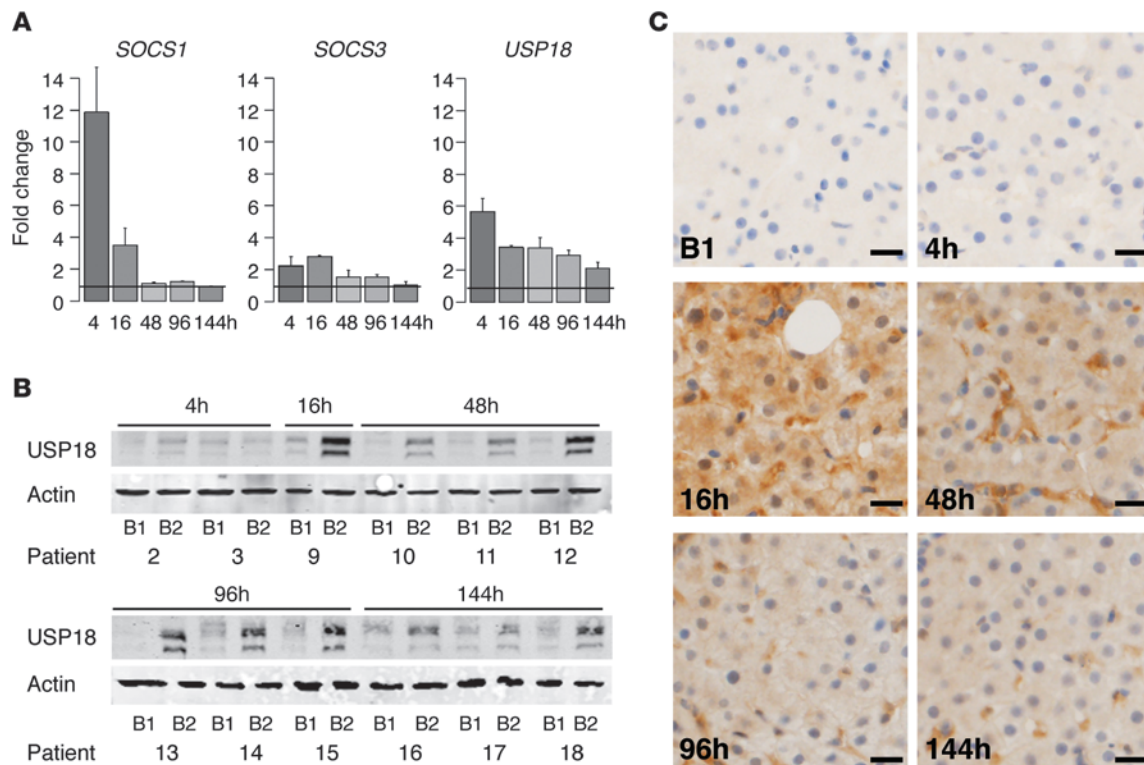 A
SOCS1 SOCS3 USP18
Fold change
14 14 14
12 12 12
10 10 10
8 8 8
6 6 6
4 4 4
2 2 2
0 0 0
4 16 48 96 144h 4 16 48 96 144h 4 16 48 96 144h
B
4h 16h 48h
USP18
Actin
B1 B2 B1 B2 B1 B2 B1 B2 B1 B2 B1 B2
Patient 2 3 9 10 11 12
96h 144h
USP18
Actin
B1 B2 B1 B2 B1 B2 B1 B2 B1 B2 B1 B2
Patient 13 14 15 16 17 18
C
B1 4h
16h 48h
96h 144h